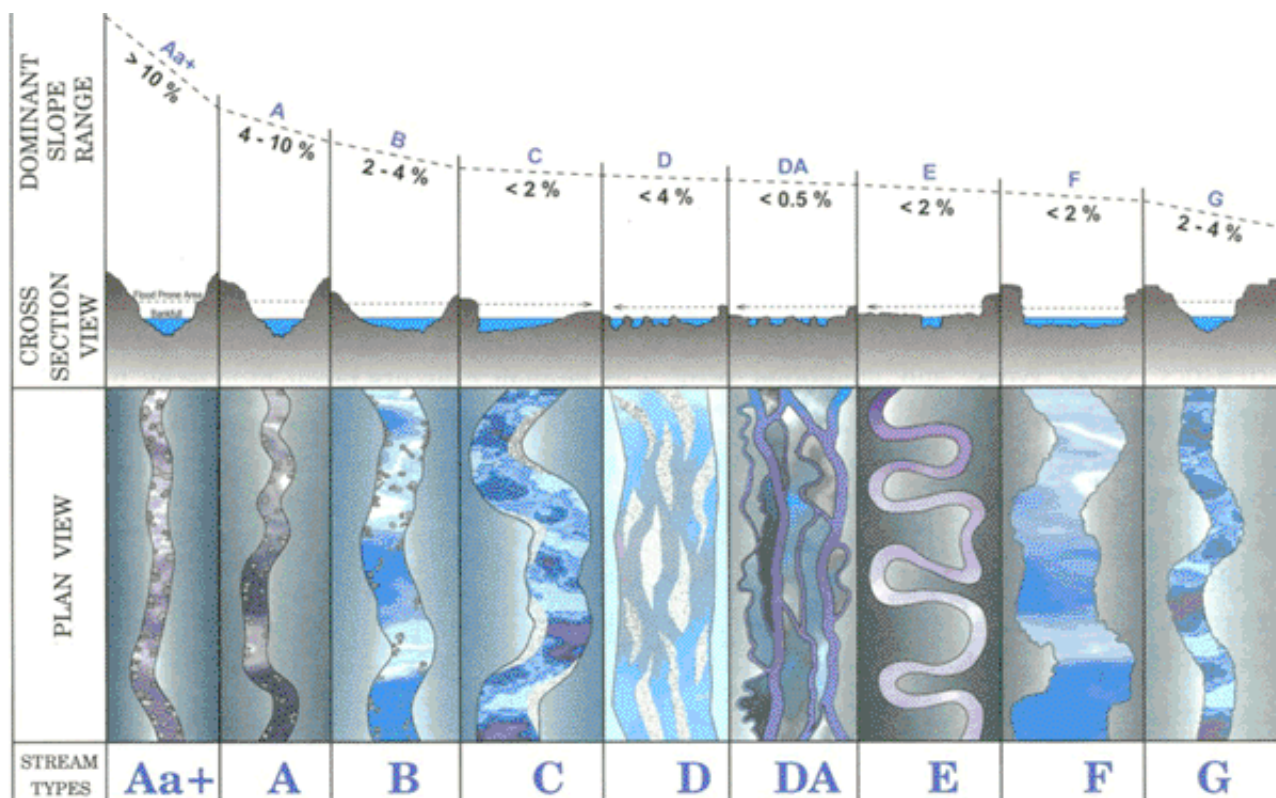 DOMINANT
SLOPE
RANGE
Aa+
> 10 %
A
4 - 10 %
B
2 - 4 %
C
< 2 %
D
< 4 %
DA
< 0.5 %
E
< 2 %
F
< 2 %
G
2 - 4 %
CROSS
SECTION
VIEW
Flood Prone Area
Bankfull
PLAN VIEW
STREAM
TYPES
Aa+ A B C D DA E F G